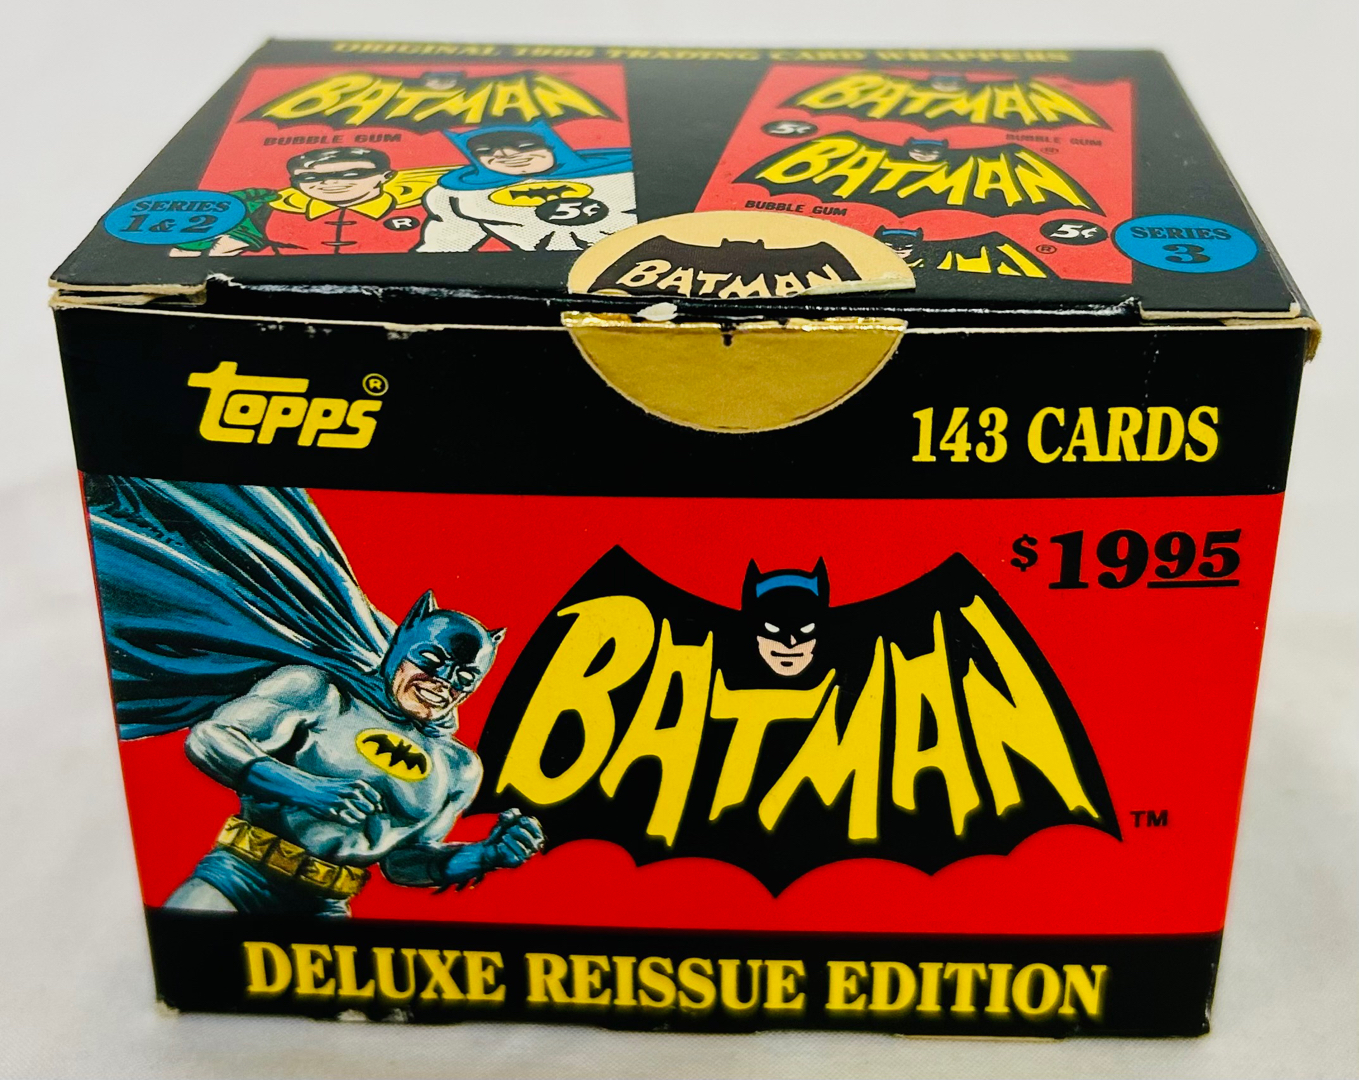 ORIGINAL 1966 TRADING CARD WRAPPERS
BATMAN
BUBBLE GUM
5¢
®
SERIES
1 & 2
BATMAN
5¢
BUBBLE GUM
BATMAN
BUBBLE GUM
5¢
®
SERIES
3
BATMAN
topps®
143 CARDS
$1995
BATMAN
TM
DELUXE REISSUE EDITION